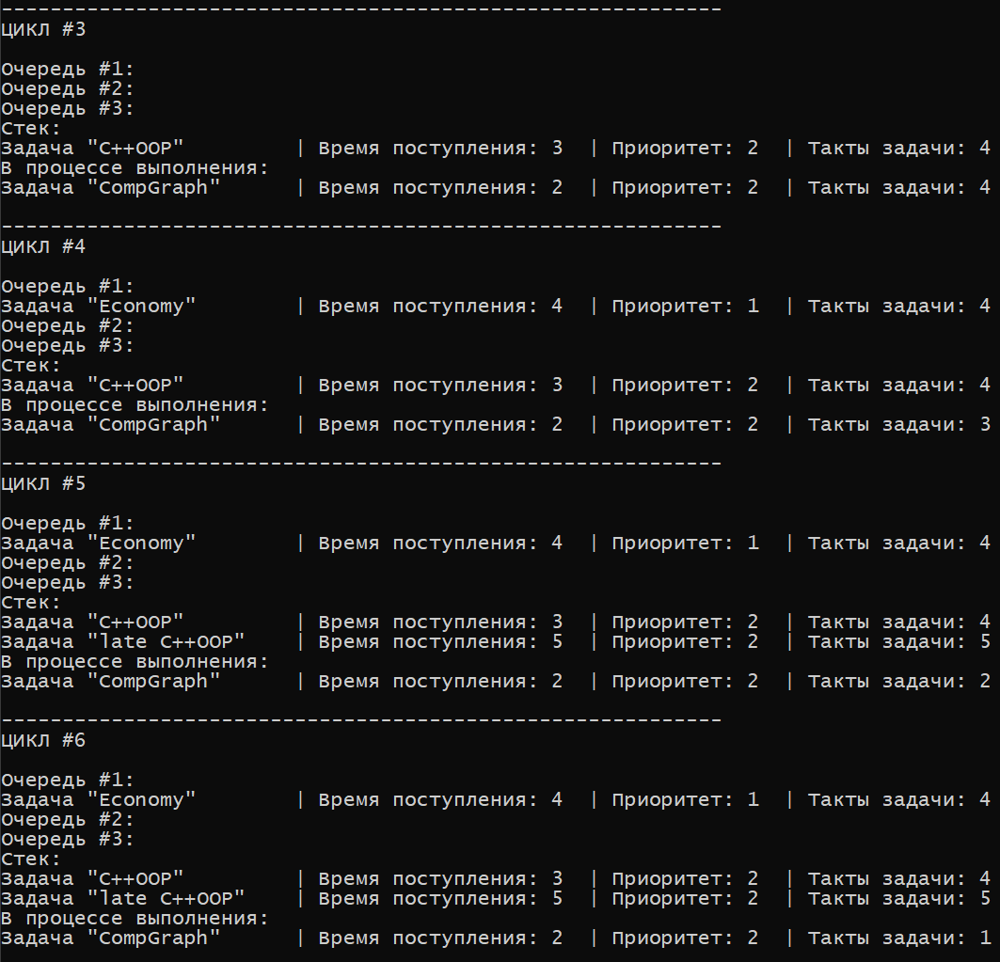 ----------------------------------------------------------
ЦИКЛ #3
Очередь #1:
Очередь #2:
Очередь #3:
Стек:
Задача "C++OOP" | Время поступления: 3 | Приоритет: 2 | Такты задачи: 4
В процессе выполнения:
Задача "CompGraph" | Время поступления: 2 | Приоритет: 2 | Такты задачи: 4
----------------------------------------------------------
ЦИКЛ #4
Очередь #1:
Задача "Economy" | Время поступления: 4 | Приоритет: 1 | Такты задачи: 4
Очередь #2:
Очередь #3:
Стек:
Задача "C++OOP" | Время поступления: 3 | Приоритет: 2 | Такты задачи: 4
В процессе выполнения:
Задача "CompGraph" | Время поступления: 2 | Приоритет: 2 | Такты задачи: 3
----------------------------------------------------------
ЦИКЛ #5
Очередь #1:
Задача "Economy" | Время поступления: 4 | Приоритет: 1 | Такты задачи: 4
Очередь #2:
Очередь #3:
Стек:
Задача "C++OOP" | Время поступления: 3 | Приоритет: 2 | Такты задачи: 4
Задача "late C++OOP" | Время поступления: 5 | Приоритет: 2 | Такты задачи: 5
В процессе выполнения:
Задача "CompGraph" | Время поступления: 2 | Приоритет: 2 | Такты задачи: 2
----------------------------------------------------------
ЦИКЛ #6
Очередь #1:
Задача "Economy" | Время поступления: 4 | Приоритет: 1 | Такты задачи: 4
Очередь #2:
Очередь #3:
Стек:
Задача "C++OOP" | Время поступления: 3 | Приоритет: 2 | Такты задачи: 4
Задача "late C++OOP" | Время поступления: 5 | Приоритет: 2 | Такты задачи: 5
В процессе выполнения:
Задача "CompGraph" | Время поступления: 2 | Приоритет: 2 | Такты задачи: 1